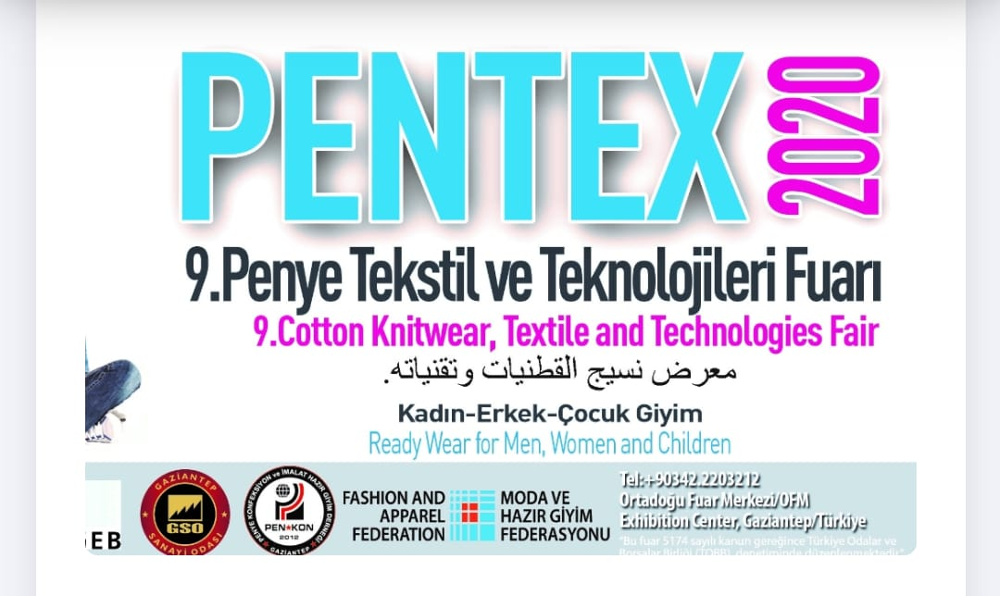 PENTEX
2020
9.Penye Tekstil ve Teknolojileri Fuarı
9.Cotton Knitwear, Textile and Technologies Fair
معرض نسيج القطنيات وتقنياته.
Kadın-Erkek-Çocuk Giyim
Ready Wear for Men, Women and Children
GEB
GAZİANTEP
GSO
SANAYİ ODASI
PENYE KONFEKSİYON ve İMALAT HAZIR GİYİM DERNEĞİ
PENKON
2012
GAZİANTEP
FASHION AND
APPAREL
FEDERATION
MODA VE
HAZIR GİYİM
FEDERASYONU
Tel:+90342.2203212
Ortadoğu Fuar Merkezi/OFM
Exhibition Center, Gaziantep/Türkiye
"Bu fuar 5174 sayılı kanun gereğince Türkiye Odalar ve
Borsalar Birliği (TOBB) denetiminde düzenlenmektedir."